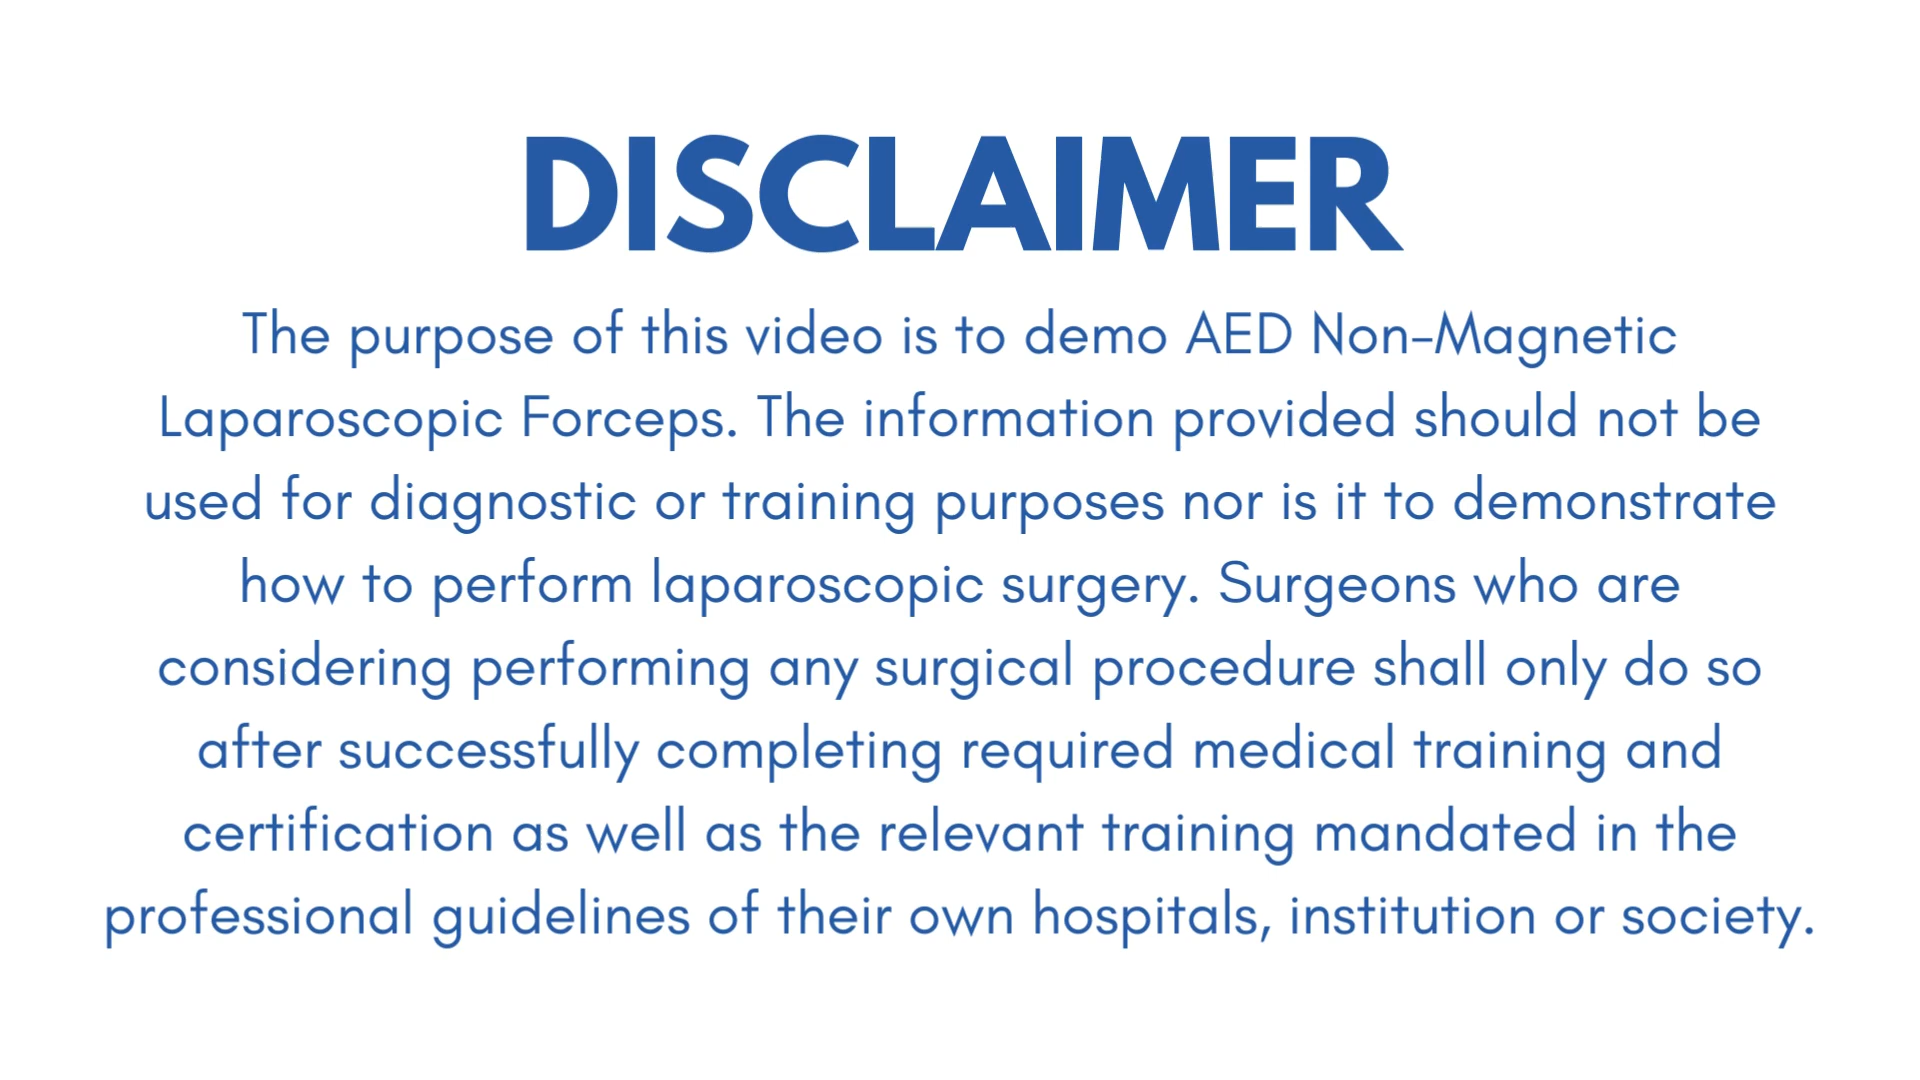 DISCLAIMER
The purpose of this video is to demo AED Non-Magnetic
Laparoscopic Forceps. The information provided should not be
used for diagnostic or training purposes nor is it to demonstrate
how to perform laparoscopic surgery. Surgeons who are
considering performing any surgical procedure shall only do so
after successfully completing required medical training and
certification as well as the relevant training mandated in the
professional guidelines of their own hospitals, institution or society.